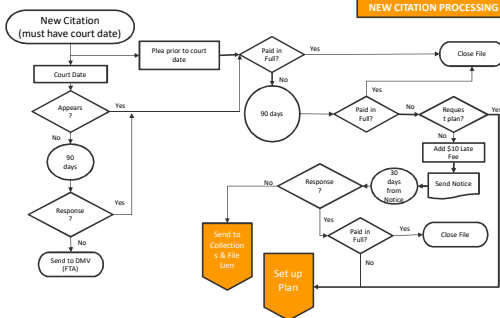 NEW CITATION PROCESSING
New Citation
(must have court date)
Plea prior to court
date
Paid in
Full?
Yes
Close File
No
Court Date
Appears
?
Yes
No
90
days
90 days
Paid in
Full?
Yes
No
Reques
t plan?
Yes
No
Add $10 Late
Fee
Send Notice
30
days
from
Notice
Response
?
No
Yes
Response
?
Yes
No
Send to DMV
(FTA)
Send to
Collection
s & File
Lien
Paid in
Full?
Yes
Close File
No
Set up
Plan